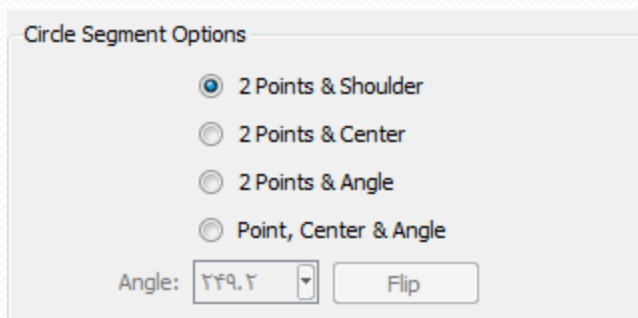 Circle Segment Options
2 Points & Shoulder
2 Points & Center
2 Points & Angle
Point, Center & Angle
Angle: ۲۴۹.۲ Flip